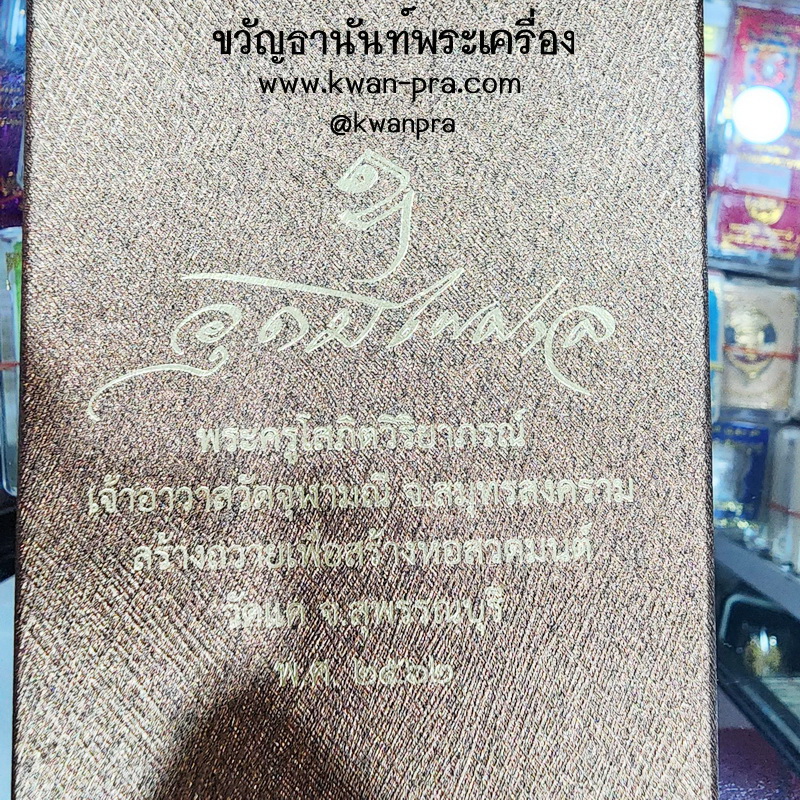 ขวัญธานันท์พระเครื่อง
www.kwan-pra.com
@kwanpra
อุดมไพศาล
พระครูโสภิตวิริยาภรณ์
เจ้าอาวาสวัดจุฬามณี จ.สมุทรสงคราม
สร้างถวายเพื่อสร้างหอสวดมนต์
วัดแค จ.สุพรรณบุรี
พ.ศ. ๒๕๖๒